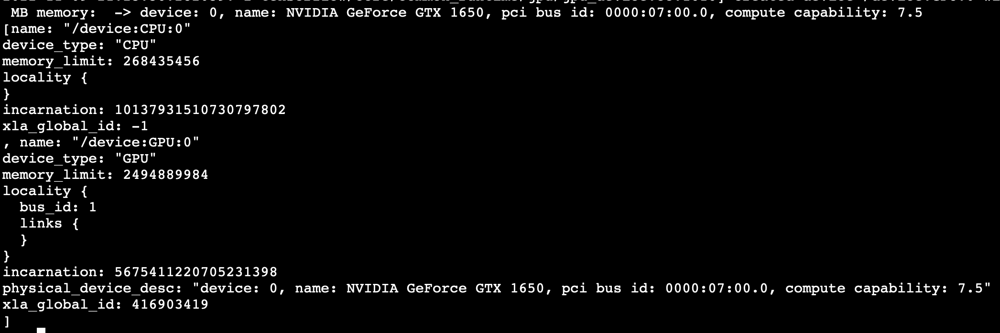 MB memory:  -> device: 0, name: NVIDIA GeForce GTX 1650, pci bus id: 0000:07:00.0, compute capability: 7.5
[name: "/device:CPU:0"
device_type: "CPU"
memory_limit: 268435456
locality {
}
incarnation: 10137931510730797802
xla_global_id: -1
, name: "/device:GPU:0"
device_type: "GPU"
memory_limit: 2494889984
locality {
  bus_id: 1
  links {
  }
}
incarnation: 5675411220705231398
physical_device_desc: "device: 0, name: NVIDIA GeForce GTX 1650, pci bus id: 0000:07:00.0, compute capability: 7.5"
xla_global_id: 416903419
]